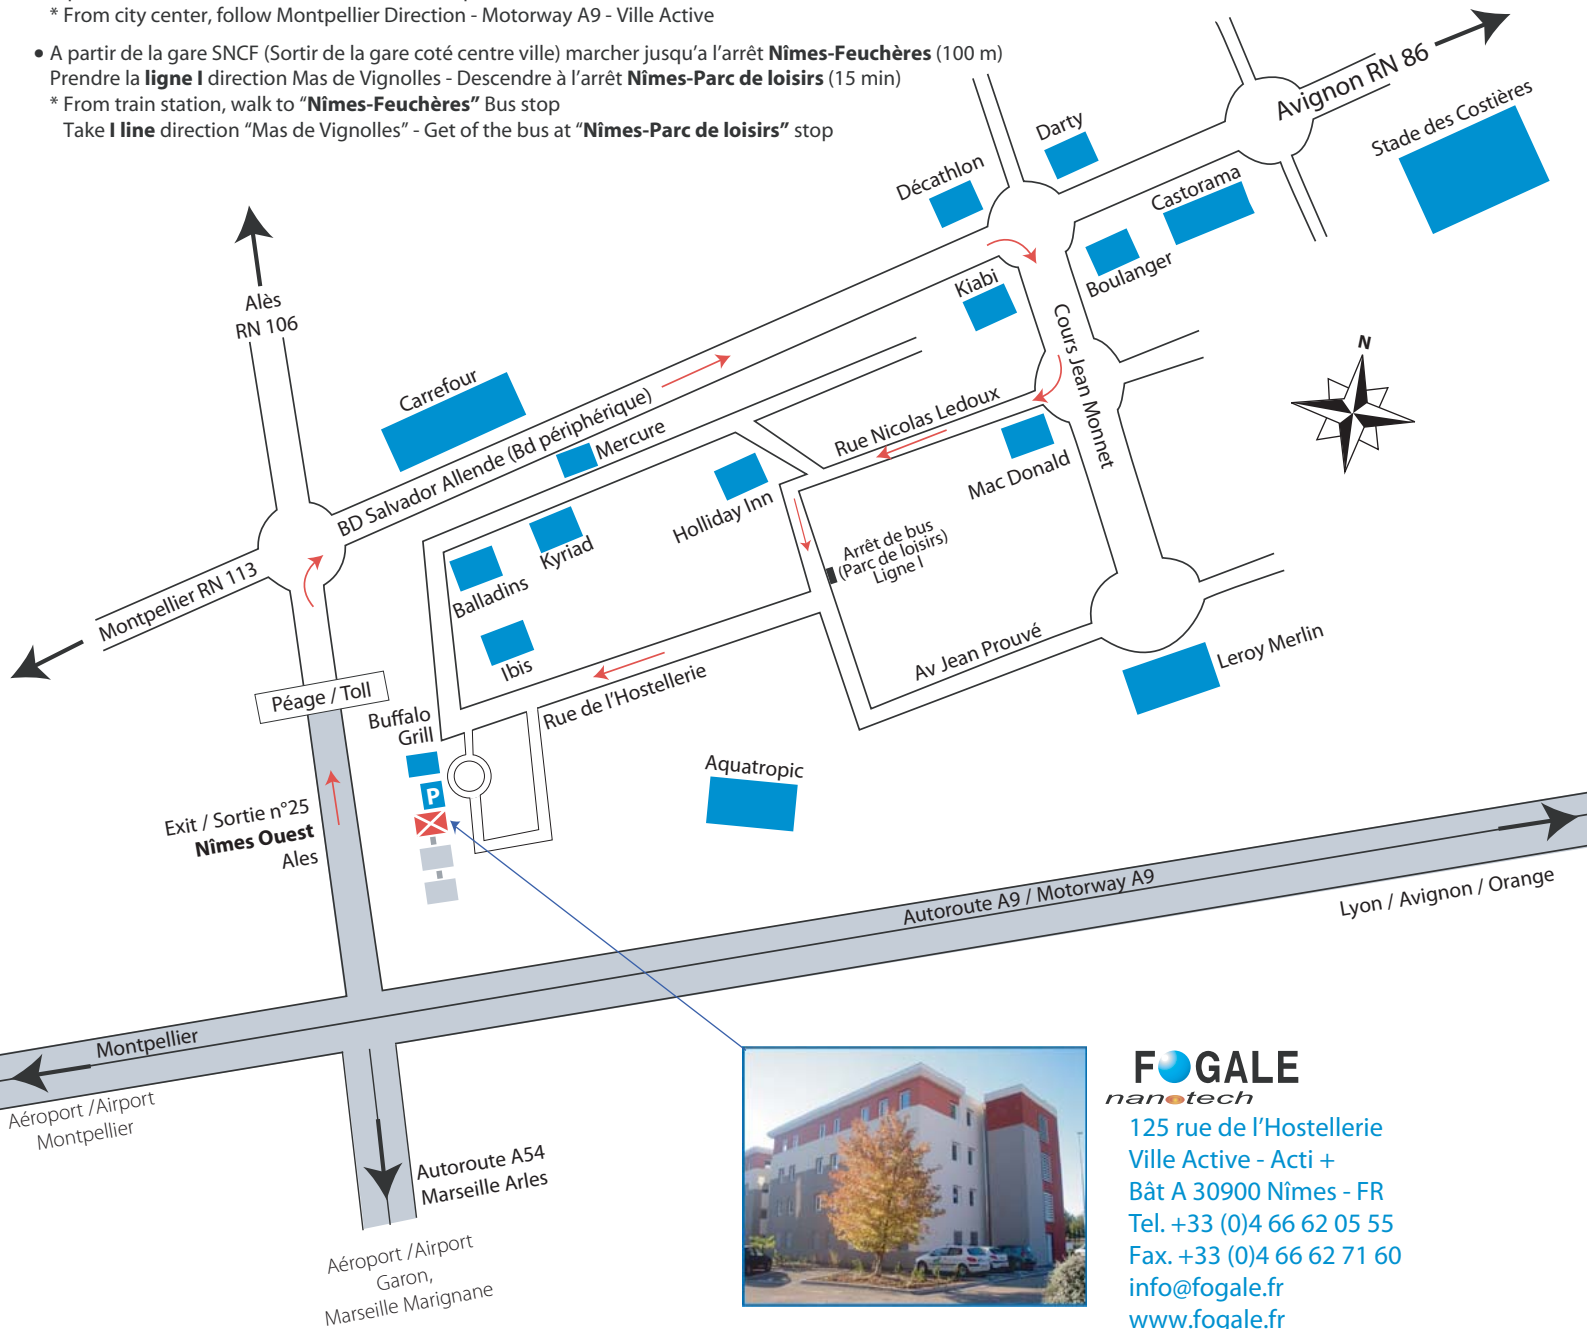 * From city center, follow Montpellier Direction - Motorway A9 - Ville Active
• A partir de la gare SNCF (Sortir de la gare coté centre ville) marcher jusqu'a l'arrêt Nîmes-Feuchères (100 m)
Prendre la ligne I direction Mas de Vignolles - Descendre à l'arrêt Nîmes-Parc de loisirs (15 min)
* From train station, walk to “Nîmes-Feuchères” Bus stop
Take I line direction “Mas de Vignolles” - Get of the bus at “Nîmes-Parc de loisirs” stop
Avignon RN 86
Stade des Costières
Darty
Décathlon
Castorama
Boulanger
Kiabi
Alès
RN 106
Cours Jean Monnet
N
Carrefour
BD Salvador Allende (Bd périphérique)
Mercure
Rue Nicolas Ledoux
Mac Donald
Holliday Inn
Kyriad
Balladins
Ibis
Arrêt de bus
(Parc de loisirs)
Ligne I
Montpellier RN 113
Av Jean Prouvé
Leroy Merlin
Péage / Toll
Rue de l'Hostellerie
Buffalo
Grill
P
Aquatropic
Exit / Sortie n°25
Nîmes Ouest
Ales
Autoroute A9 / Motorway A9
Lyon / Avignon / Orange
Montpellier
Aéroport /Airport
Montpellier
Autoroute A54
Marseille Arles
Aéroport /Airport
Garon,
Marseille Marignane
FOGALE
nanotech
125 rue de l'Hostellerie
Ville Active - Acti +
Bât A 30900 Nîmes - FR
Tel. +33 (0)4 66 62 05 55
Fax. +33 (0)4 66 62 71 60
info@fogale.fr
www.fogale.fr